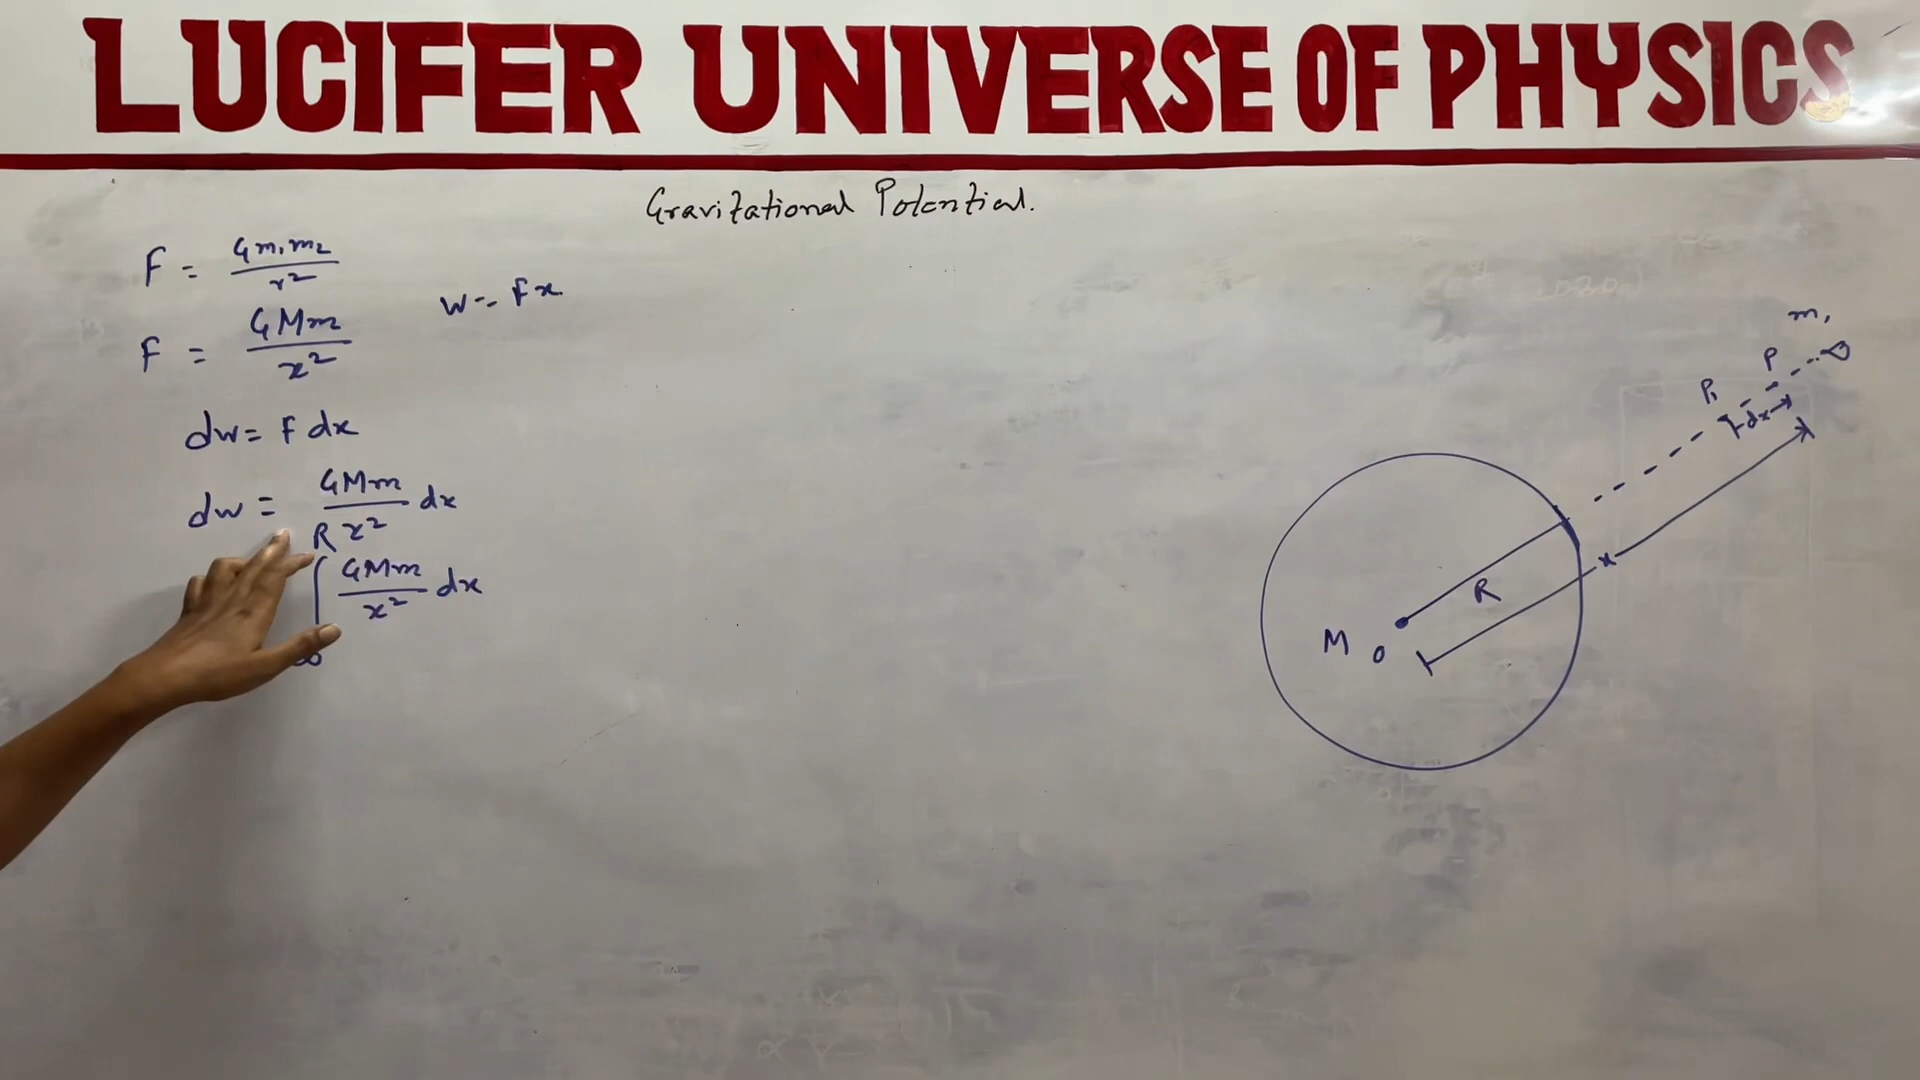 LUCIFER UNIVERSE OF PHYSICS
Gravitational Potential.
F = Gm₁m₂/r²
F = GMm/x²
W = Fx
dw = F dx
dw = GMm/x² dx
∫_∞^R GMm/x² dx
m₁
P
P₁
dx
x
R
M
O